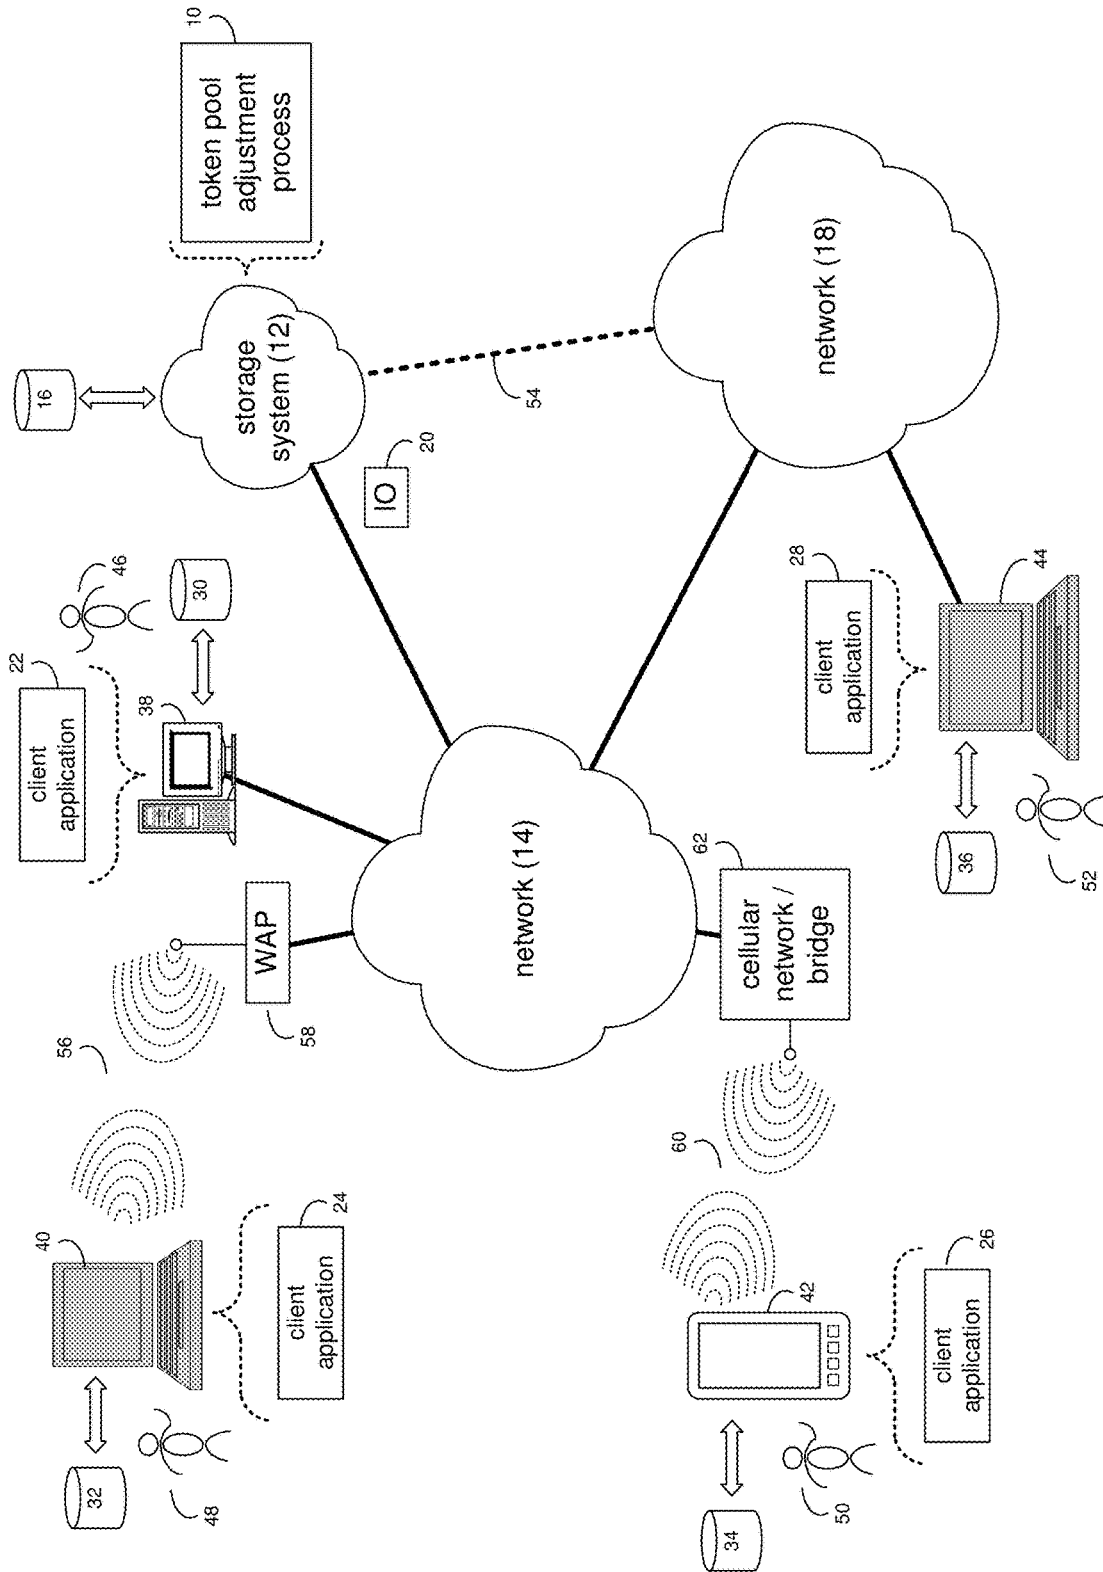 32
48
40
24
client
application
56
WAP
58
22
client
application
38
46
30
16
storage
system (12)
10
token pool
adjustment
process
IO
20
54
network (14)
network (18)
34
50
42
60
26
client
application
62
cellular
network /
bridge
28
client
application
44
36
52